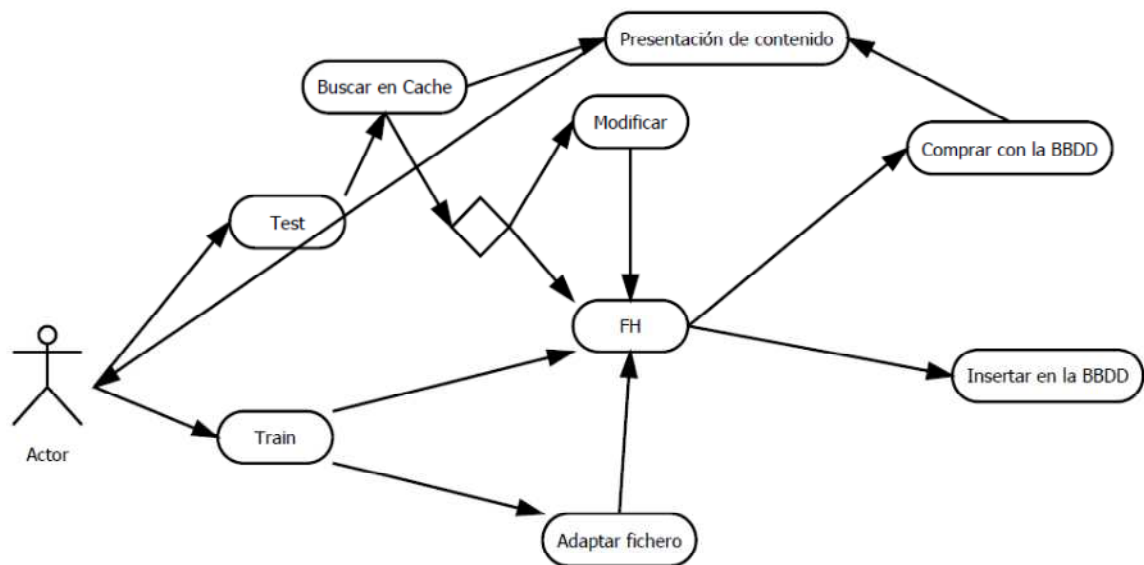 Presentación de contenido
Buscar en Cache
Modificar
Comprar con la BBDD
Test
FH
Insertar en la BBDD
Train
Actor
Adaptar fichero